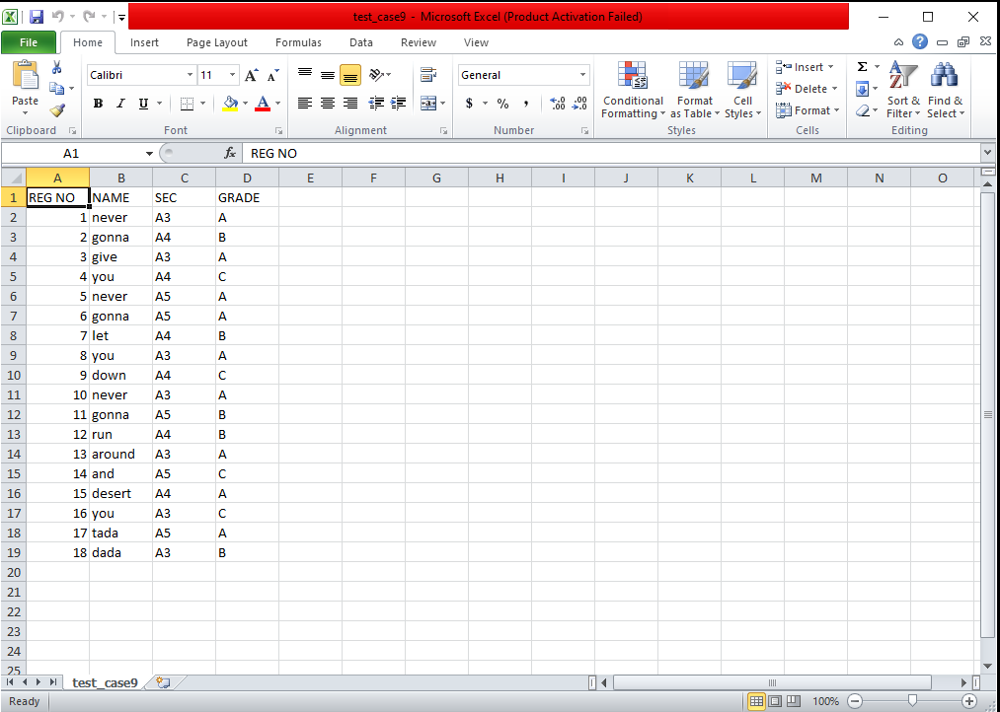 test_case9 - Microsoft Excel (Product Activation Failed)
File Home Insert Page Layout Formulas Data Review View
Paste
Calibri 11
B I U
A A
A
General
$ % ,
.0 .00
.00 .0
Conditional Formatting
Format as Table
Cell Styles
Insert
Delete
Format
Σ
Sort & Filter
Find & Select
Clipboard Font Alignment Number Styles Cells Editing
A1 fx REG NO
A B C D E F G H I J K L M N O
1 REG NO NAME SEC GRADE
2 1 never A3 A
3 2 gonna A4 B
4 3 give A3 A
5 4 you A4 C
6 5 never A5 A
7 6 gonna A5 A
8 7 let A4 B
9 8 you A3 A
10 9 down A4 C
11 10 never A3 A
12 11 gonna A5 B
13 12 run A4 B
14 13 around A3 A
15 14 and A5 C
16 15 desert A4 A
17 16 you A3 C
18 17 tada A5 A
19 18 dada A3 B
20
21
22
23
24
25
test_case9
Ready 100%